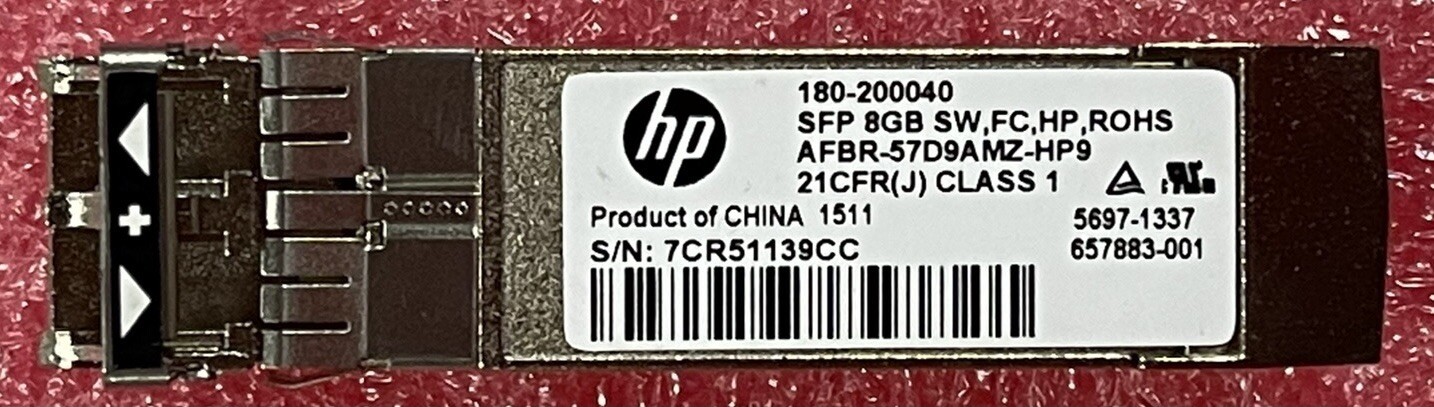 hp
180-200040
SFP 8GB SW,FC,HP,ROHS
AFBR-57D9AMZ-HP9
21CFR(J) CLASS 1
Product of CHINA 1511
5697-1337
S/N: 7CR51139CC
657883-001